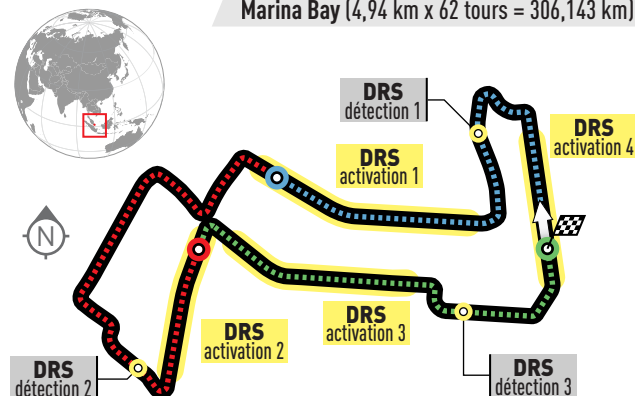 Marina Bay (4,94 km x 62 tours = 306,143 km)
DRS
détection 1
DRS
activation 4
DRS
activation 1
N
DRS
activation 2
DRS
activation 3
DRS
détection 2
DRS
détection 3